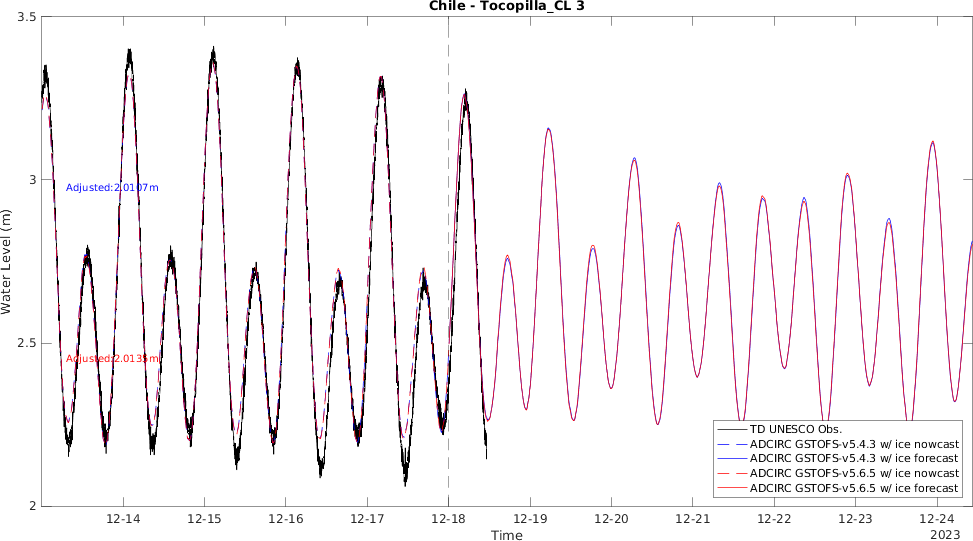 Chile - Tocopilla_CL 3
3.5
3
2.5
2
Water Level (m)
Adjusted:2.0107m
Adjusted:2.0135m
TD UNESCO Obs.
ADCIRC GSTOFS-v5.4.3 w/ ice nowcast
ADCIRC GSTOFS-v5.4.3 w/ ice forecast
ADCIRC GSTOFS-v5.6.5 w/ ice nowcast
ADCIRC GSTOFS-v5.6.5 w/ ice forecast
12-14 12-15 12-16 12-17 12-18 12-19 12-20 12-21 12-22 12-23 12-24
Time
2023